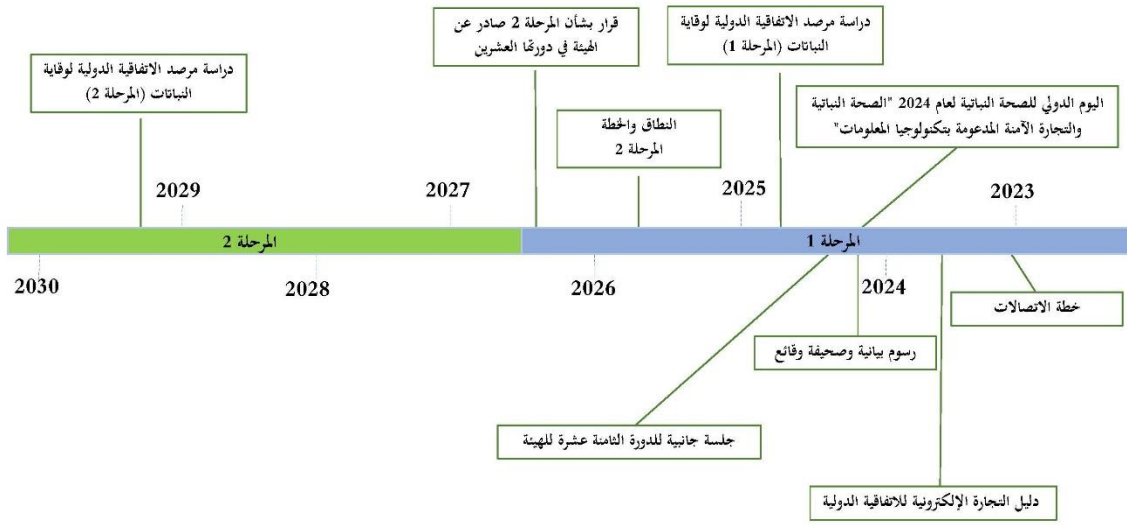 دراسة مرصد الاتفاقية الدولية لوقاية
النباتات (المرحلة 1)
قرار بشأن المرحلة 2 صادر عن
الهيئة في دورتها العشرين
دراسة مرصد الاتفاقية الدولية لوقاية
النباتات (المرحلة 2)
اليوم الدولي للصحة النباتية لعام 2024 "الصحة النباتية
والتجارة الآمنة المدعومة بتكنولوجيا المعلومات"
النطاق والخطة
المرحلة 2
2023
2025
2027
2029
المرحلة 1
المرحلة 2
2024
2026
2028
2030
خطة الاتصالات
رسوم بيانية وصحيفة وقائع
جلسة جانبية للدورة الثامنة عشرة للهيئة
دليل التجارة الإلكترونية للاتفاقية الدولية